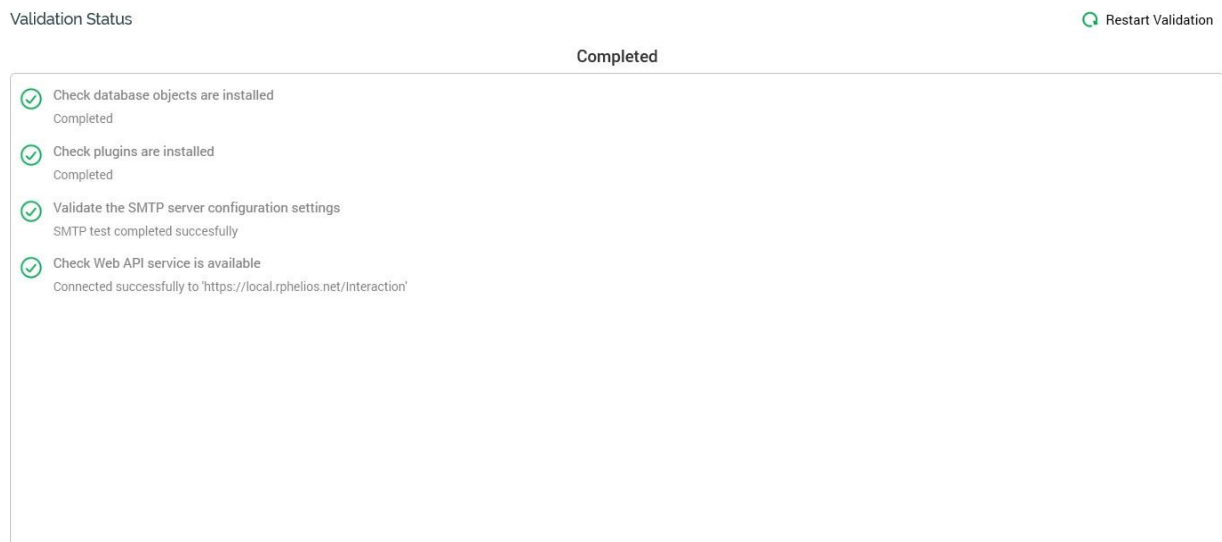 Validation Status
Restart Validation
Completed
Check database objects are installed
Completed
Check plugins are installed
Completed
Validate the SMTP server configuration settings
SMTP test completed succesfully
Check Web API service is available
Connected successfully to 'https://local.rphelios.net/Interaction'